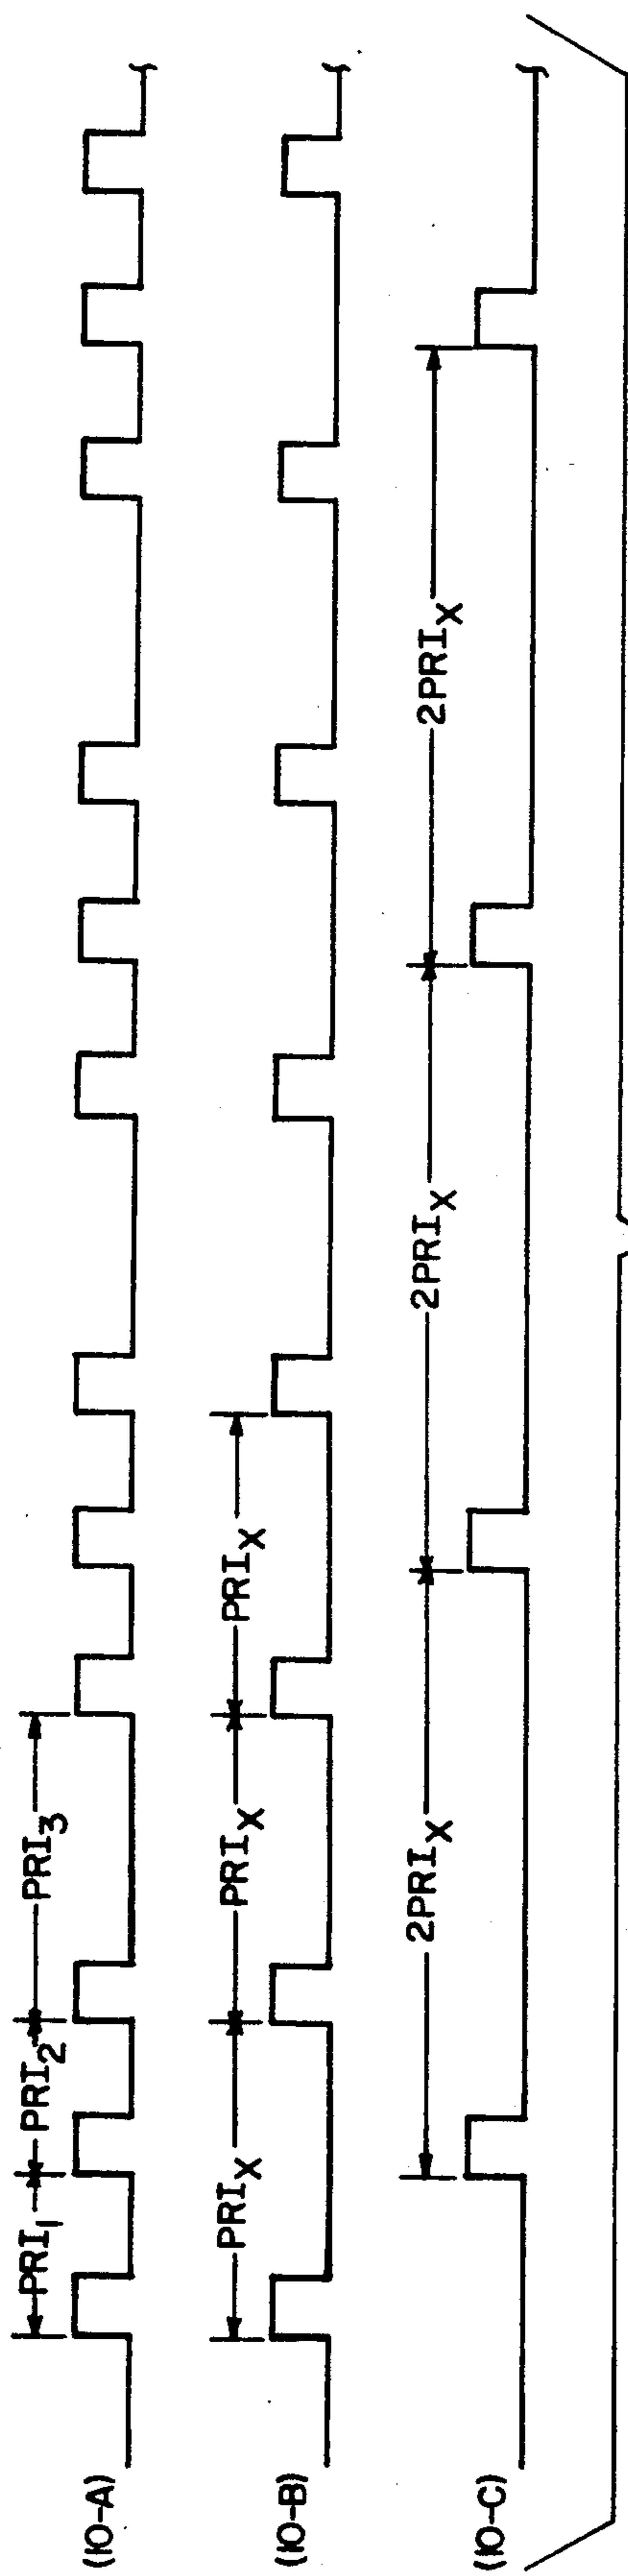 (10-A)
PRI1
PRI2
PRI3
(10-B)
PRIX
PRIX
PRIX
(10-C)
2PRIX
2PRIX
2PRIX